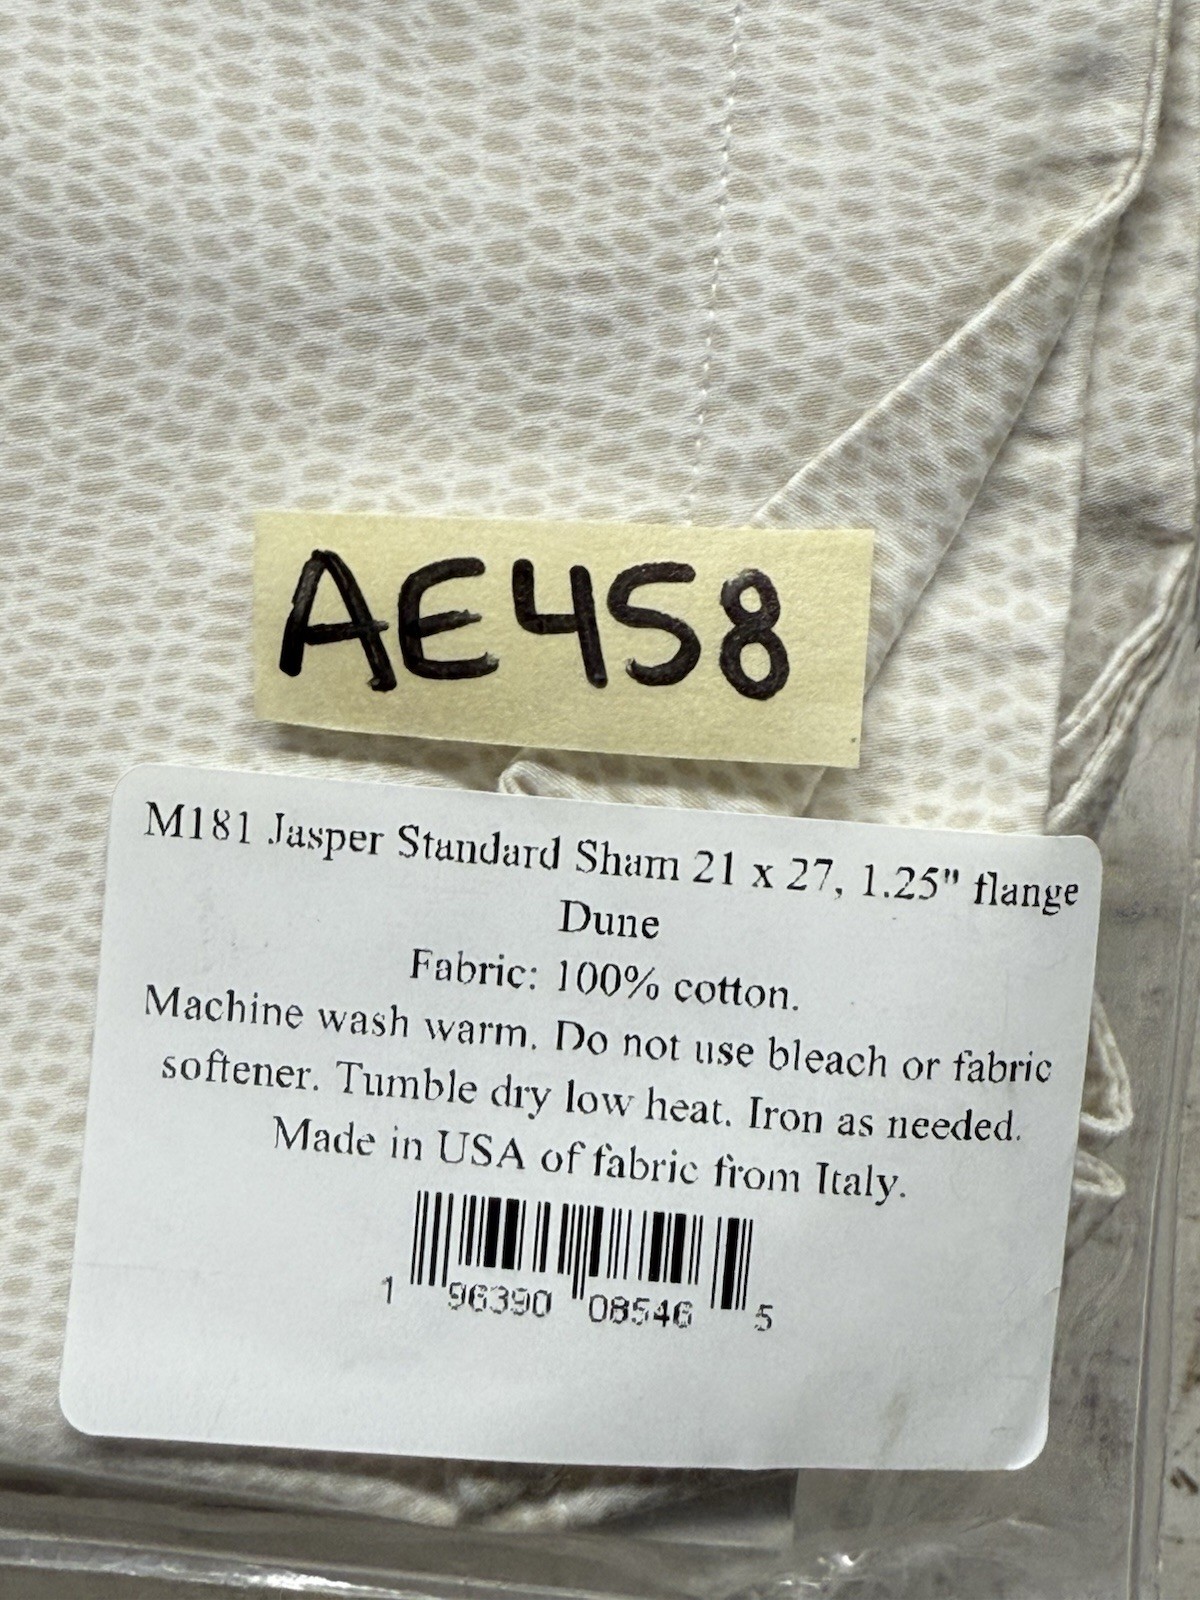 AE458
M181 Jasper Standard Sham 21 x 27, 1.25" flange
Dune
Fabric: 100% cotton.
Machine wash warm. Do not use bleach or fabric
softener. Tumble dry low heat. Iron as needed.
Made in USA of fabric from Italy.
1 96390 08546 5